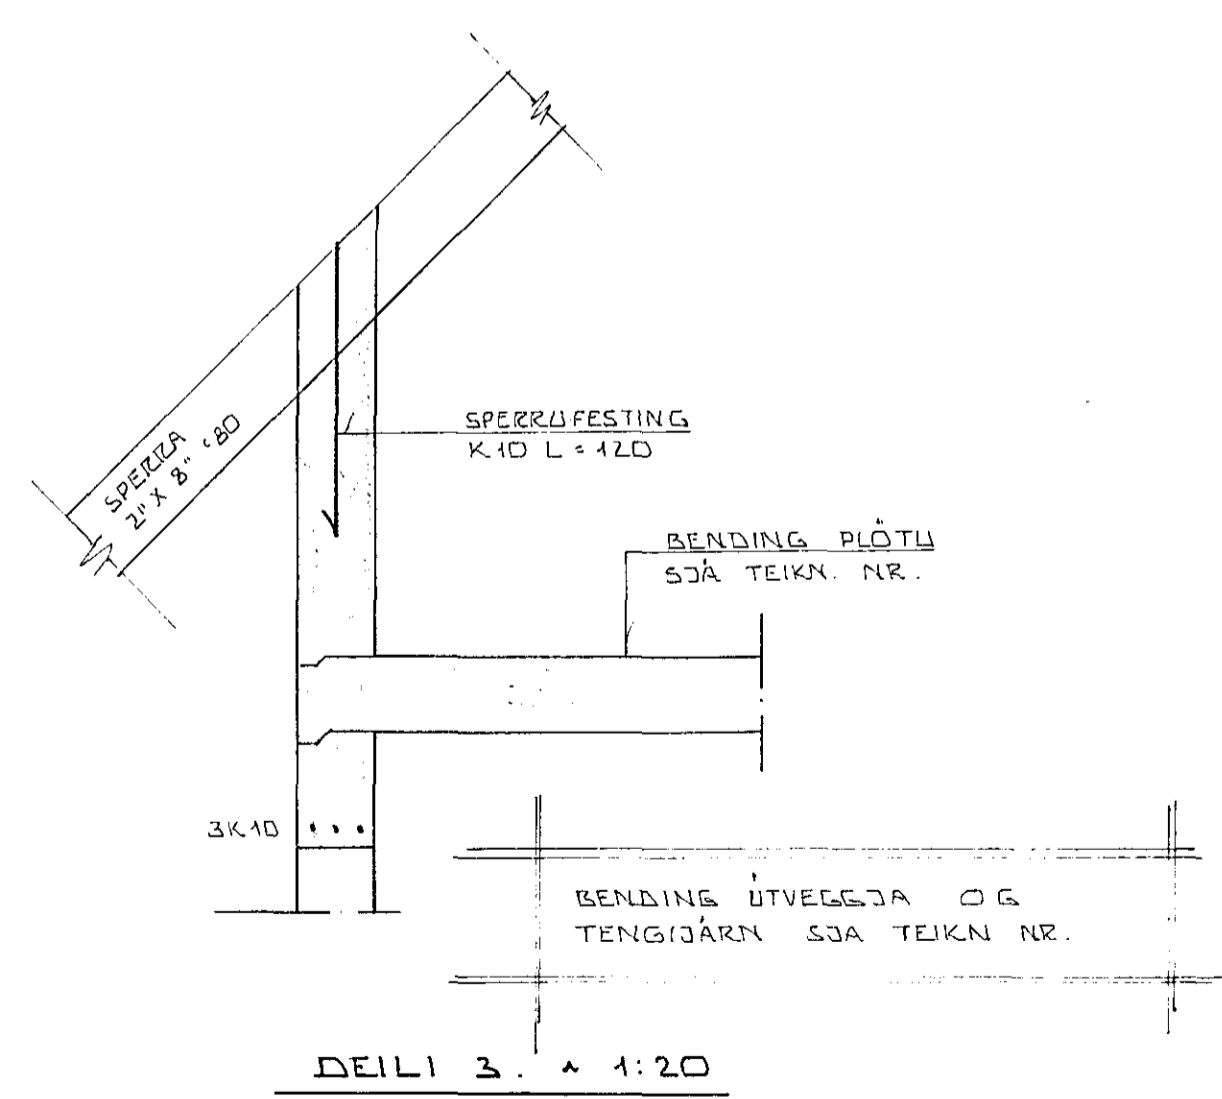 SPERRA
2" X 8" c80
SPERRUFESTING
K10 L = 120
BENDING PLÖTU
SJÁ TEIKN. NR.
3K10
BENDING ÚTVEGGJA OG
TENGIJÁRN SJA TEIKN NR.
DEILI 3. 1:20